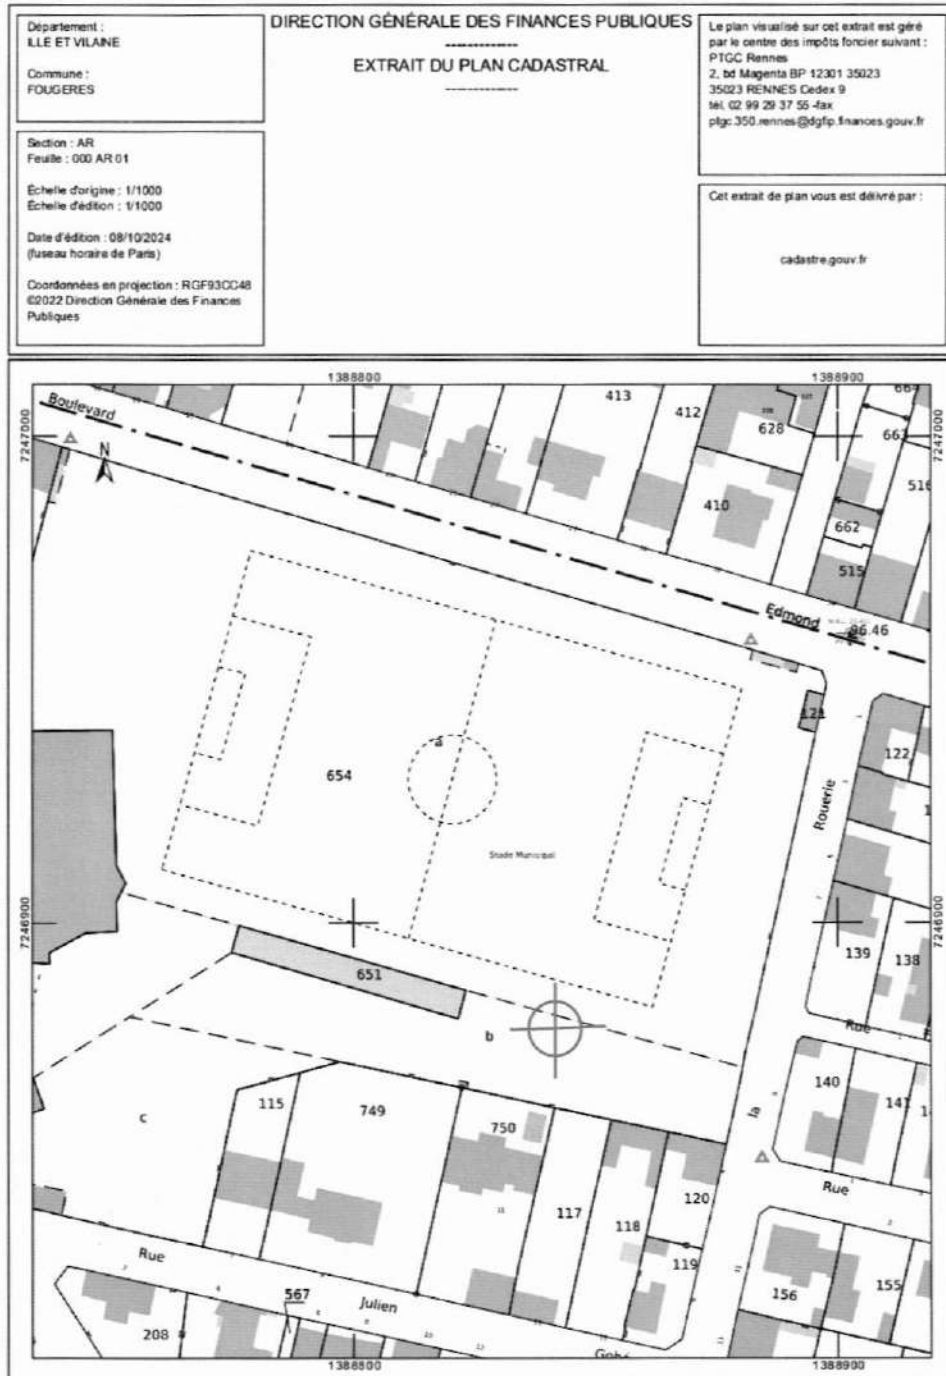 Département :
ILLE ET VILAINE
Commune :
FOUGERES
Section : AR
Feuille : 000 AR 01
Échelle d'origine : 1/1000
Échelle d'édition : 1/1000
Date d'édition : 08/10/2024
(fuseau horaire de Paris)
Coordonnées en projection : RGF93CC48
©2022 Direction Générale des Finances
Publiques
DIRECTION GÉNÉRALE DES FINANCES PUBLIQUES
-------------
EXTRAIT DU PLAN CADASTRAL
-------------
Le plan visualisé sur cet extrait est géré
par le centre des impôts foncier suivant :
PTGC Rennes
2, bd Magenta BP 12301 35023
35023 RENNES Cedex 9
tél. 02 99 29 37 55 -fax
ptgc.350.rennes@dgfip.finances.gouv.fr
Cet extrait de plan vous est délivré par :
cadastre.gouv.fr
1388800
1388900
Boulevard
413
412
628
664
663
7247000
7247000
N
410
516
662
515
Edmond
96.46
121
122
a
654
Rouerie
Stade Municipal
7246900
7246900
651
139
138
b
Rue
115
749
750
c
140
141
la
117
118
120
119
Rue
156
155
Rue
Julien
567
208
Gohé
1388800
1388900